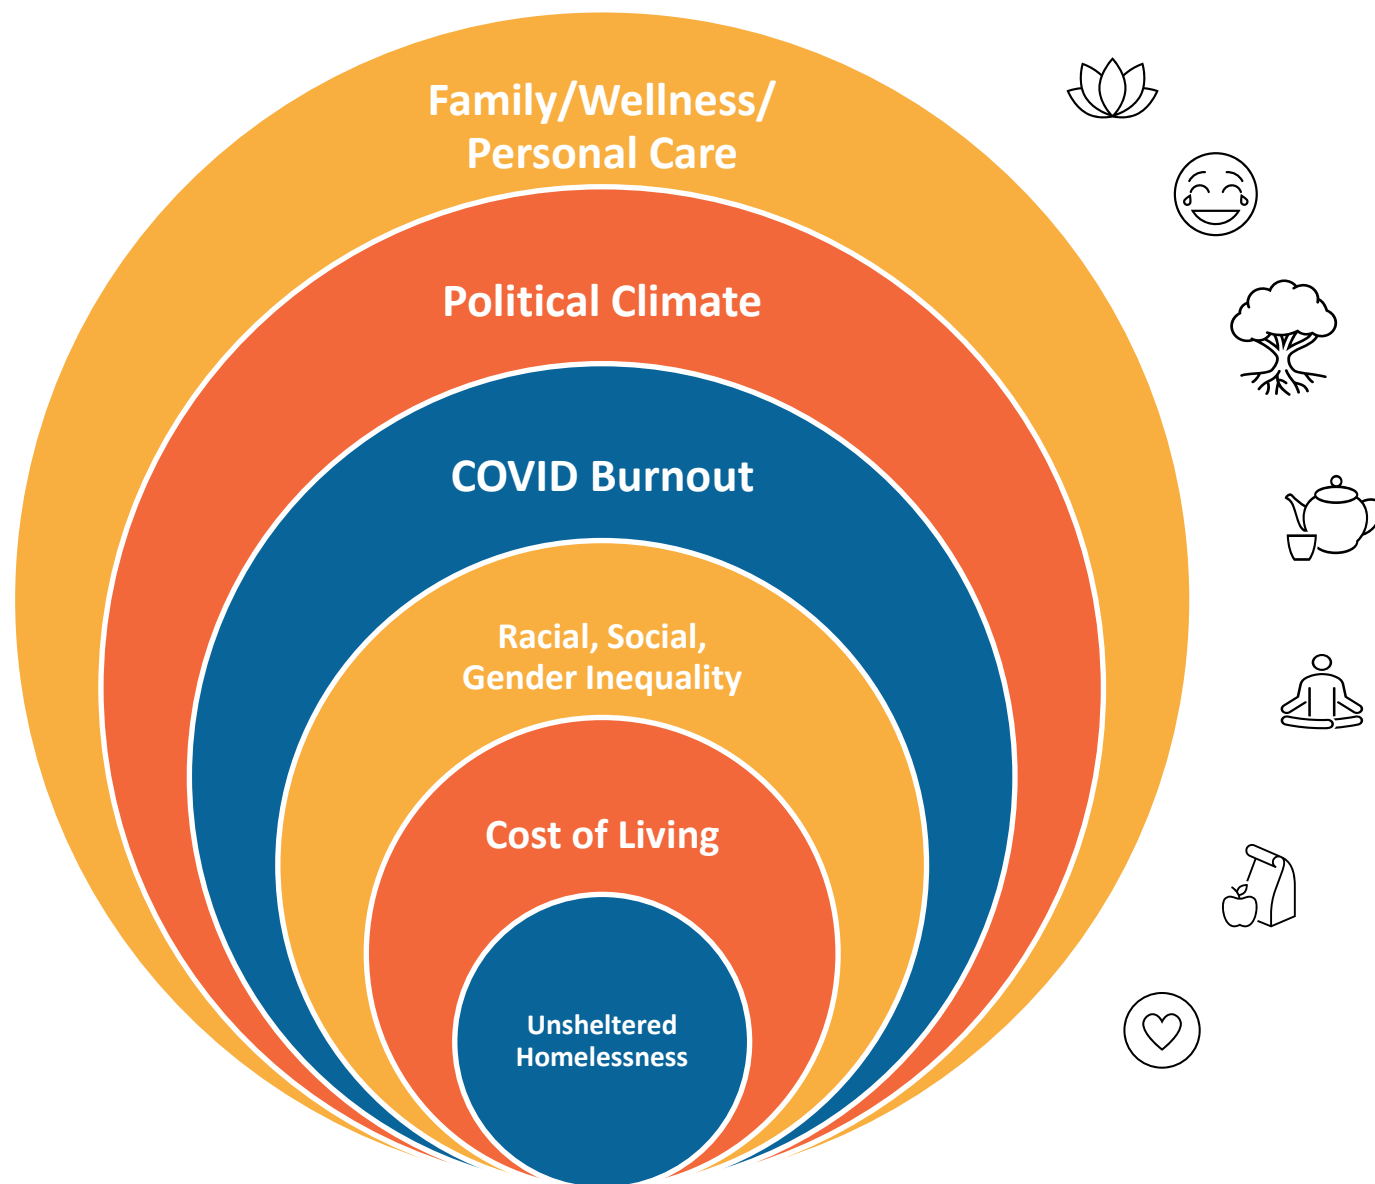 Family/Wellness/
Personal Care
Political Climate
COVID Burnout
Racial, Social,
Gender Inequality
Cost of Living
Unsheltered
Homelessness